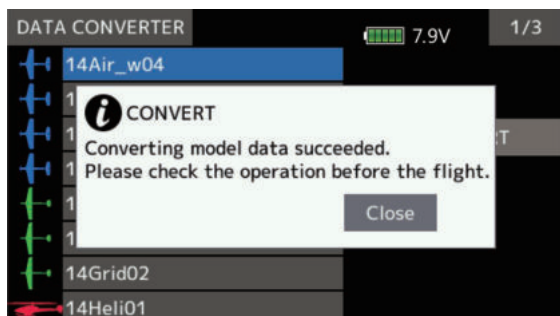 DATA CONVERTER
7.9V
1/3
14Air_w04
CONVERT
Converting model data succeeded.
Please check the operation before the flight.
Close
14Grid02
14Heli01